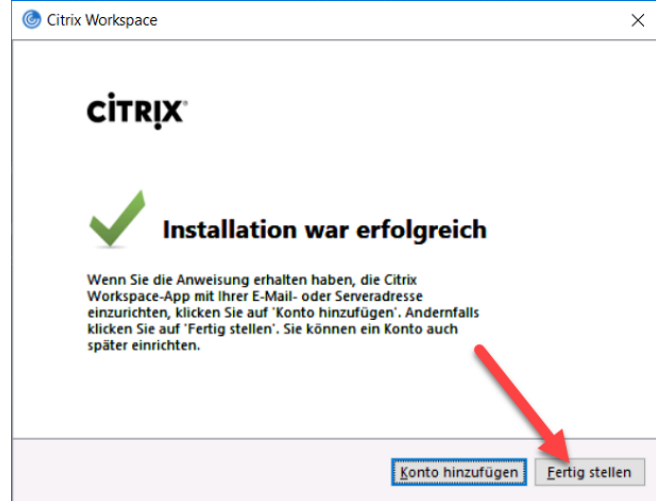 Citrix Workspace
CİTRIX
Installation war erfolgreich
Wenn Sie die Anweisung erhalten haben, die Citrix
Workspace-App mit Ihrer E-Mail- oder Serveradresse
einzurichten, klicken Sie auf 'Konto hinzufügen'. Andernfalls
klicken Sie auf 'Fertig stellen'. Sie können ein Konto auch
später einrichten.
Konto hinzufügen Fertig stellen